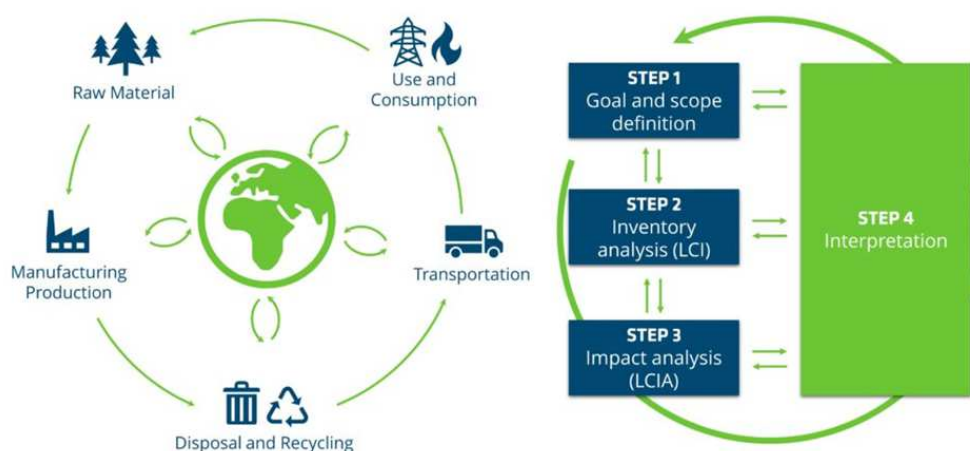 Raw Material
Use and
Consumption
Manufacturing
Production
Transportation
Disposal and Recycling
STEP 1
Goal and scope
definition
STEP 2
Inventory
analysis (LCI)
STEP 3
Impact analysis
(LCIA)
STEP 4
Interpretation